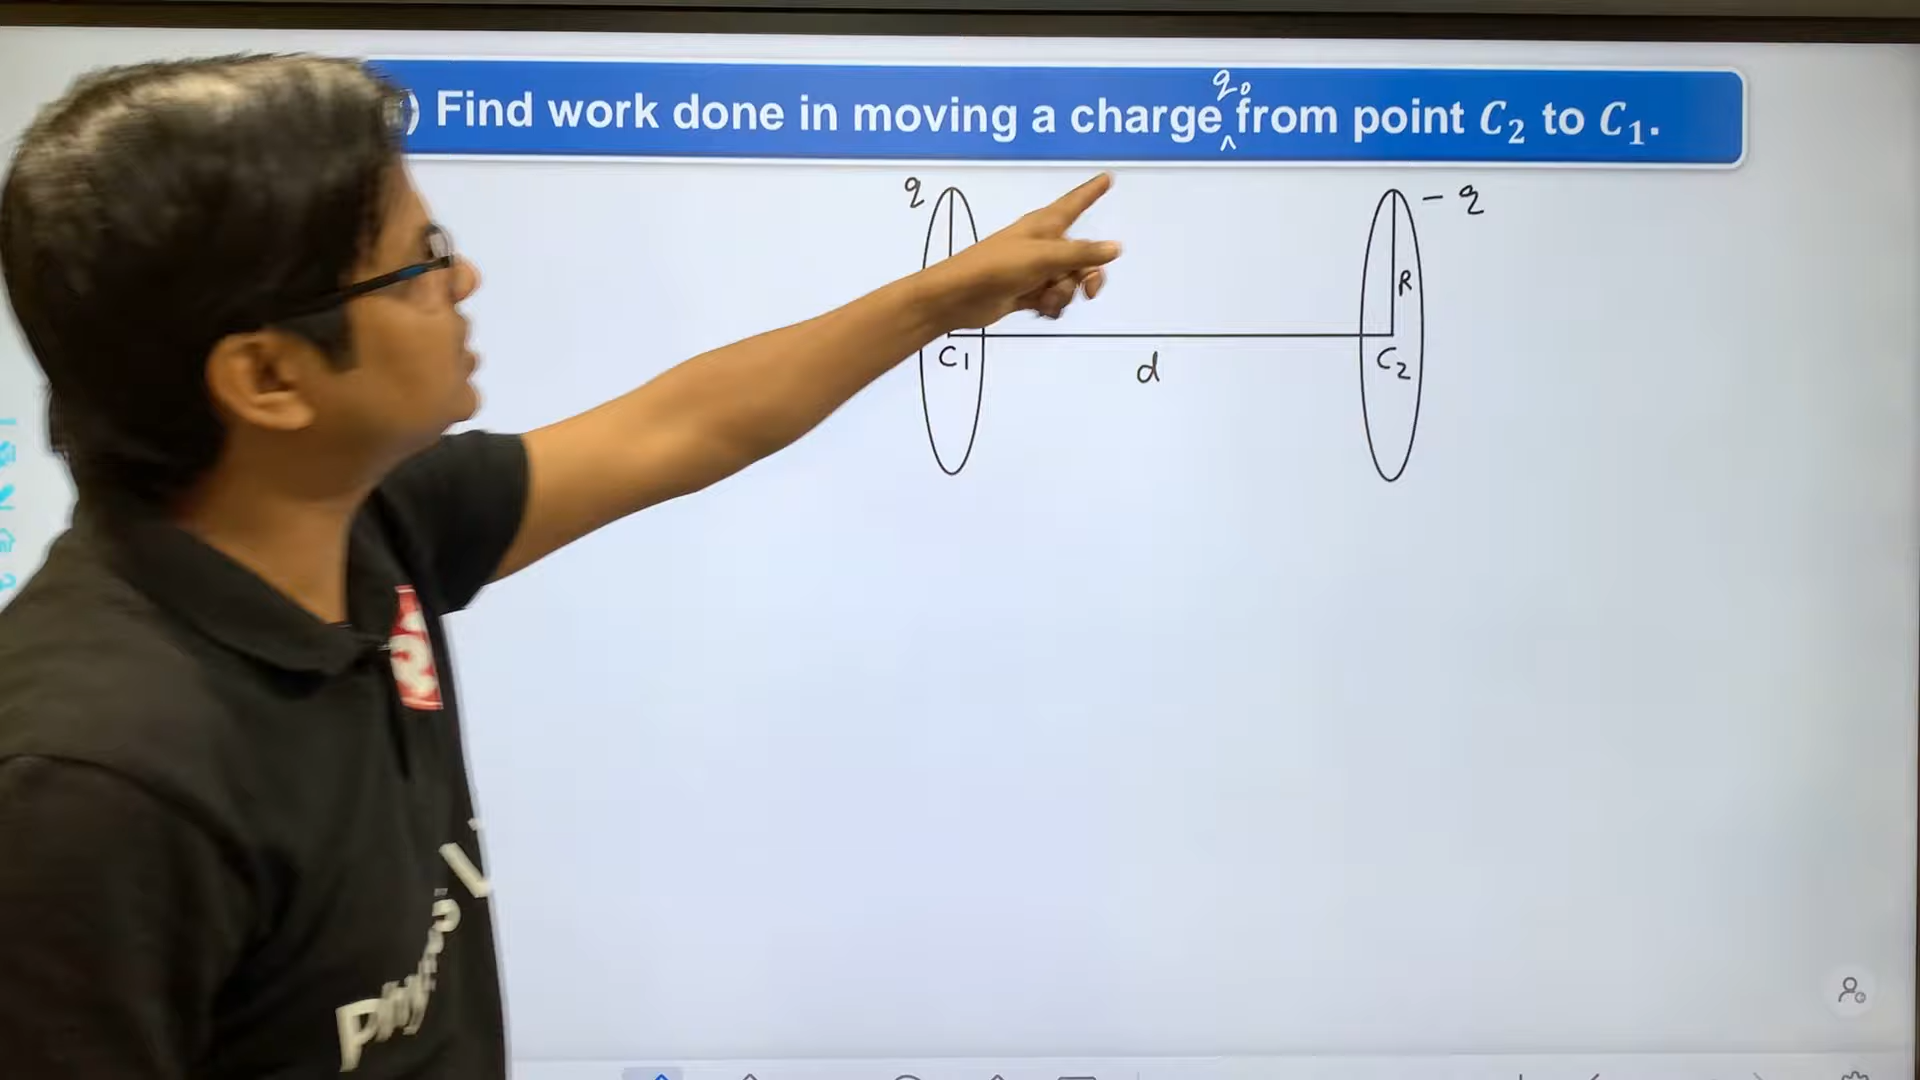 ) Find work done in moving a charge q₀ from point C₂ to C₁.
q
- q
R
C₁
C₂
d